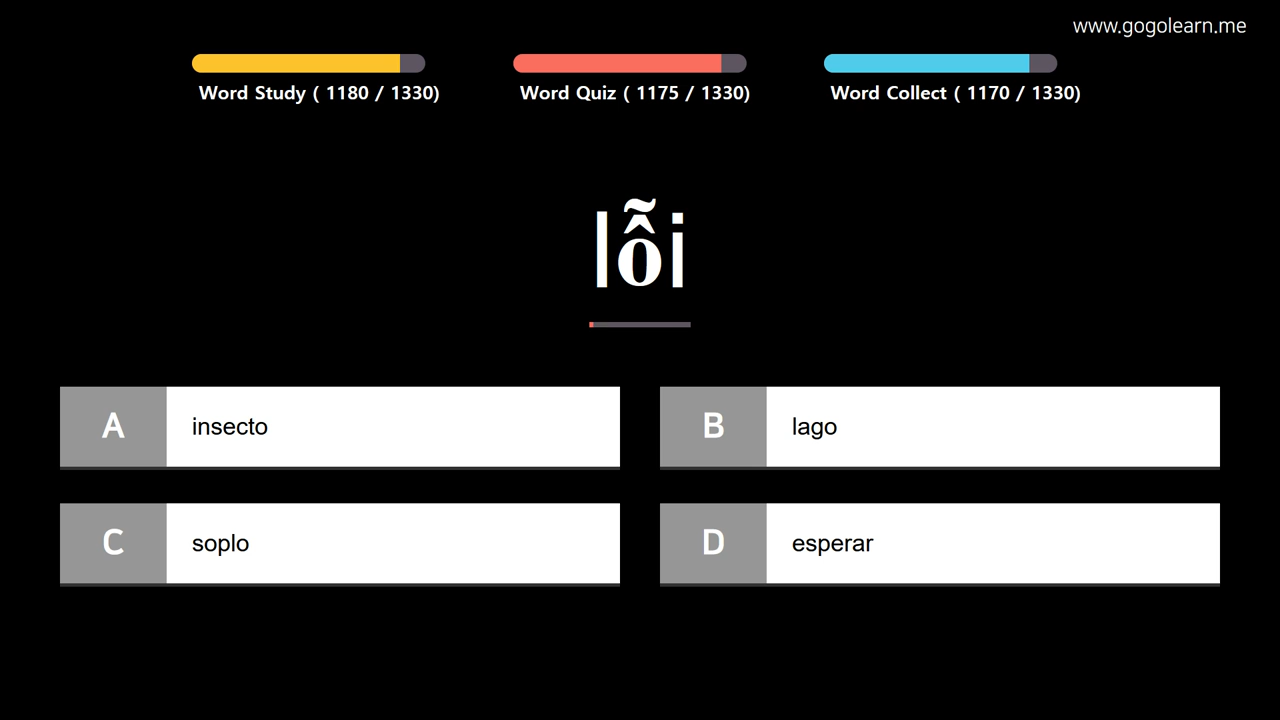 www.gogolearn.me
Word Study ( 1180 / 1330)
Word Quiz ( 1175 / 1330)
Word Collect ( 1170 / 1330)
lỗi
A insecto
B lago
C soplo
D esperar